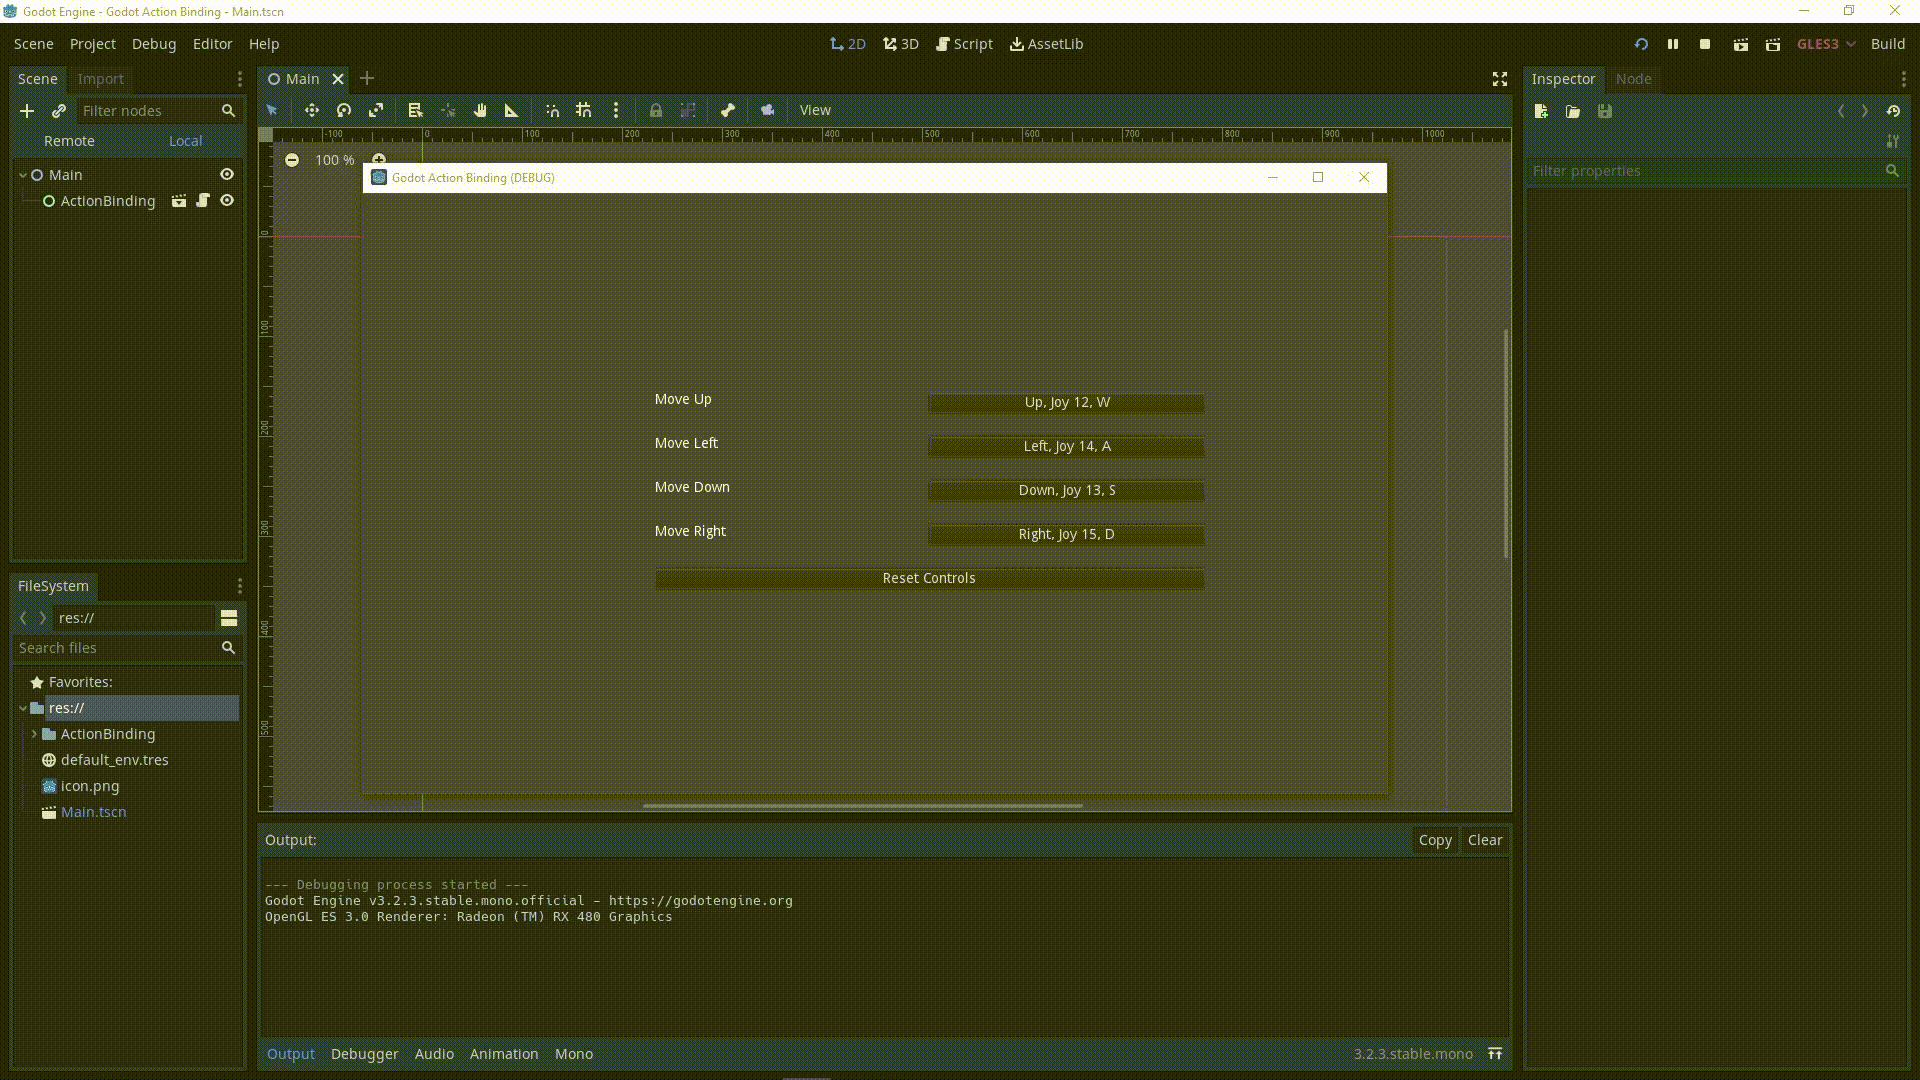 Godot Engine - Godot Action Binding - Main.tscn
Scene Project Debug Editor Help
2D 3D Script AssetLib
GLES3 Build
Scene Import
Filter nodes
Remote Local
Main
ActionBinding
Main
View
-100 0 100 200 300 400 500 600 700 800 900 1000
0
100
200
300
400
500
100 %
Godot Action Binding (DEBUG)
Move Up Up, Joy 12, W
Move Left Left, Joy 14, A
Move Down Down, Joy 13, S
Move Right Right, Joy 15, D
Reset Controls
Inspector Node
Filter properties
FileSystem
res://
Search files
Favorites:
res://
ActionBinding
default_env.tres
icon.png
Main.tscn
Output: Copy Clear
--- Debugging process started ---
Godot Engine v3.2.3.stable.mono.official - https://godotengine.org
OpenGL ES 3.0 Renderer: Radeon (TM) RX 480 Graphics
Output Debugger Audio Animation Mono 3.2.3.stable.mono